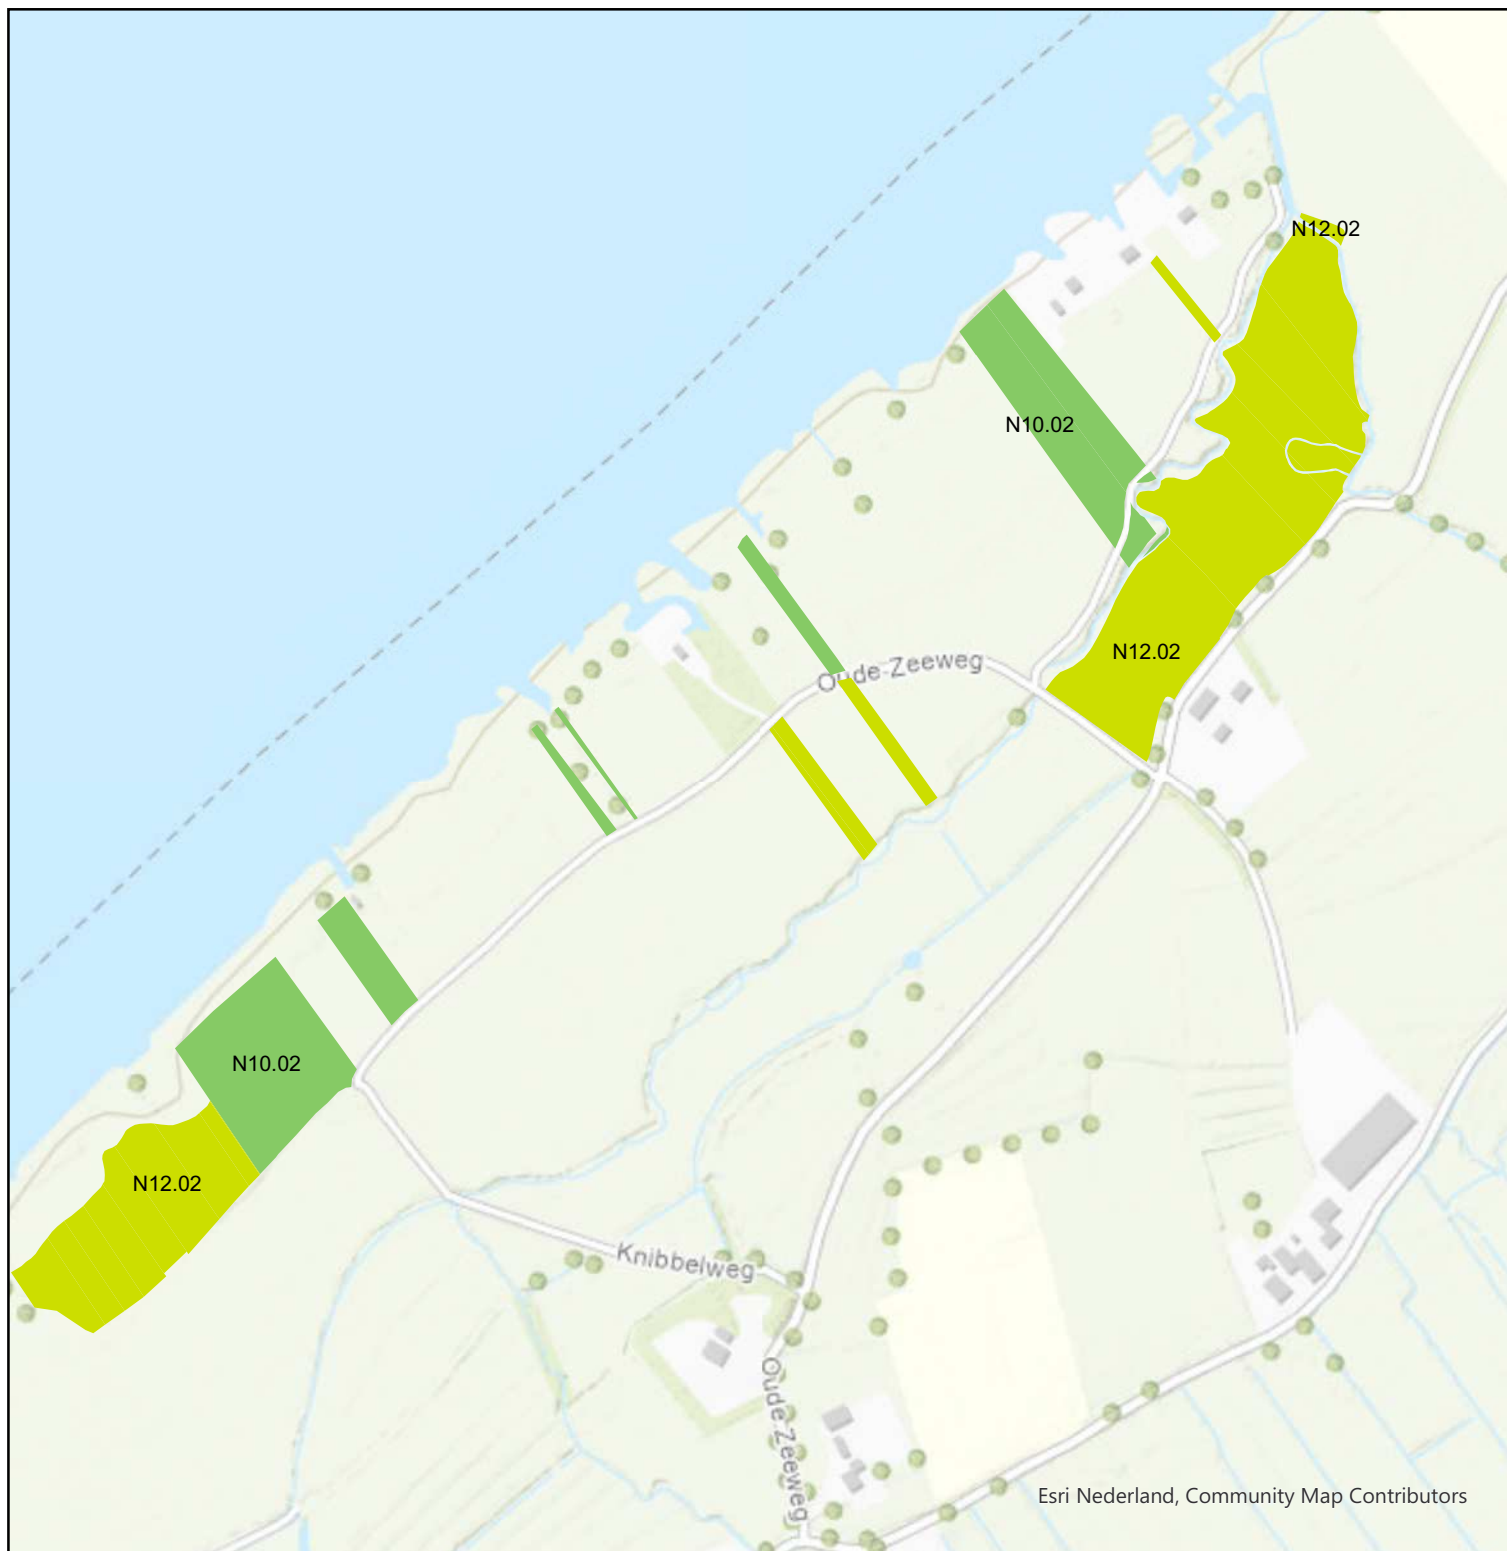 N12.02
N10.02
N12.02
Oude-Zeeweg
N10.02
N12.02
Knibbelweg
Oude Zeeweg
Esri Nederland, Community Map Contributors